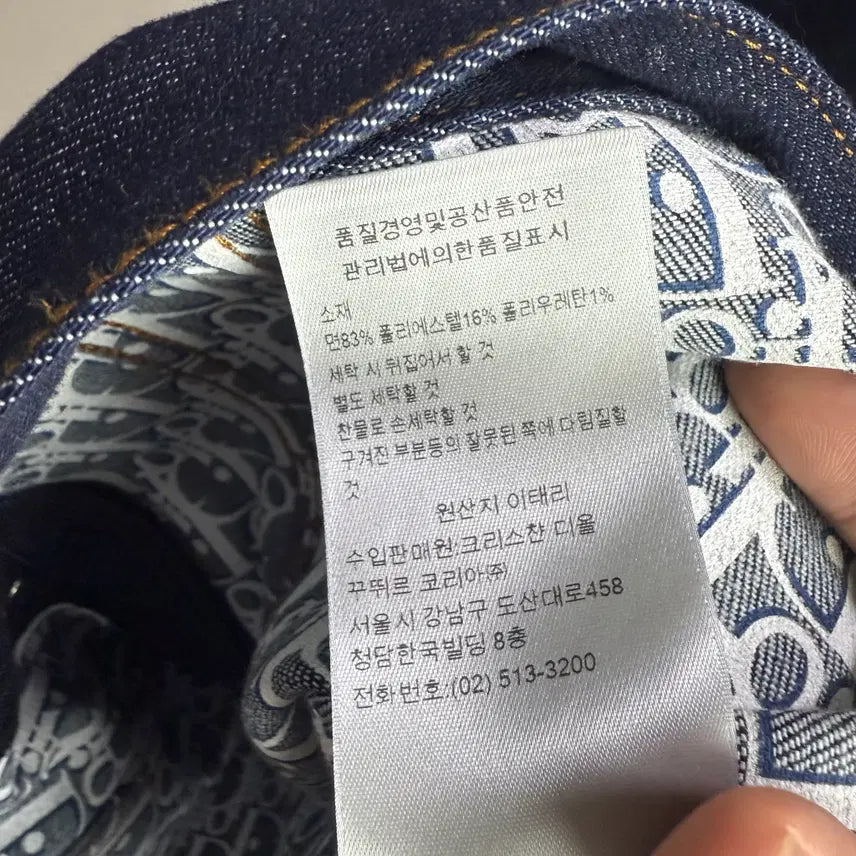 품질경영및공산품안전
관리법에의한품질표시
소재
면83% 폴리에스텔16% 폴리우레탄1%
세탁 시 뒤집어서 할 것
별도 세탁할 것
찬물로 손세탁할 것
구겨진 부분등의 잘못된 쪽에 다림질할
것
원산지 이태리
수입판매원:크리스챤 디올
꾸뛰르 코리아㈜
서울시 강남구 도산대로458
청담한국빌딩 8층
전화번호:(02) 513-3200